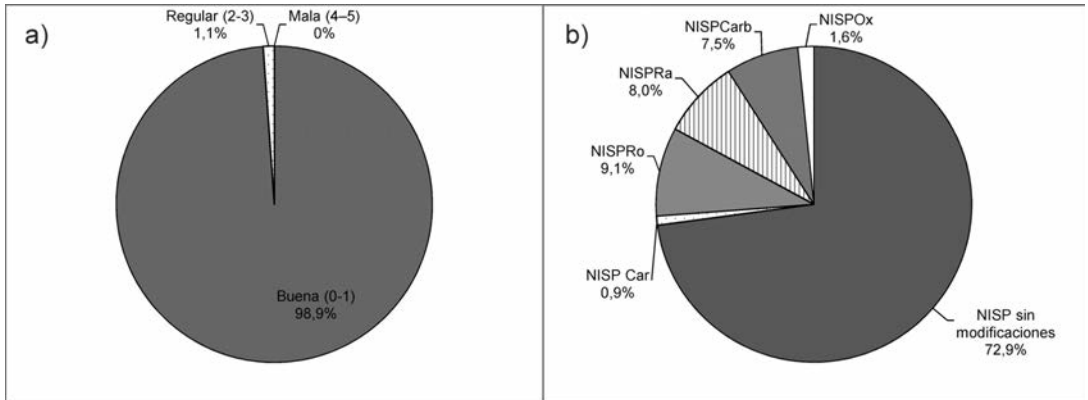 a)
Regular (2-3)
1,1%
Mala (4–5)
0%
Buena (0-1)
98,9%
b)
NISPCarb
7,5%
NISPOx
1,6%
NISPRa
8,0%
NISPRo
9,1%
NISP Car
0,9%
NISP sin
modificaciones
72,9%